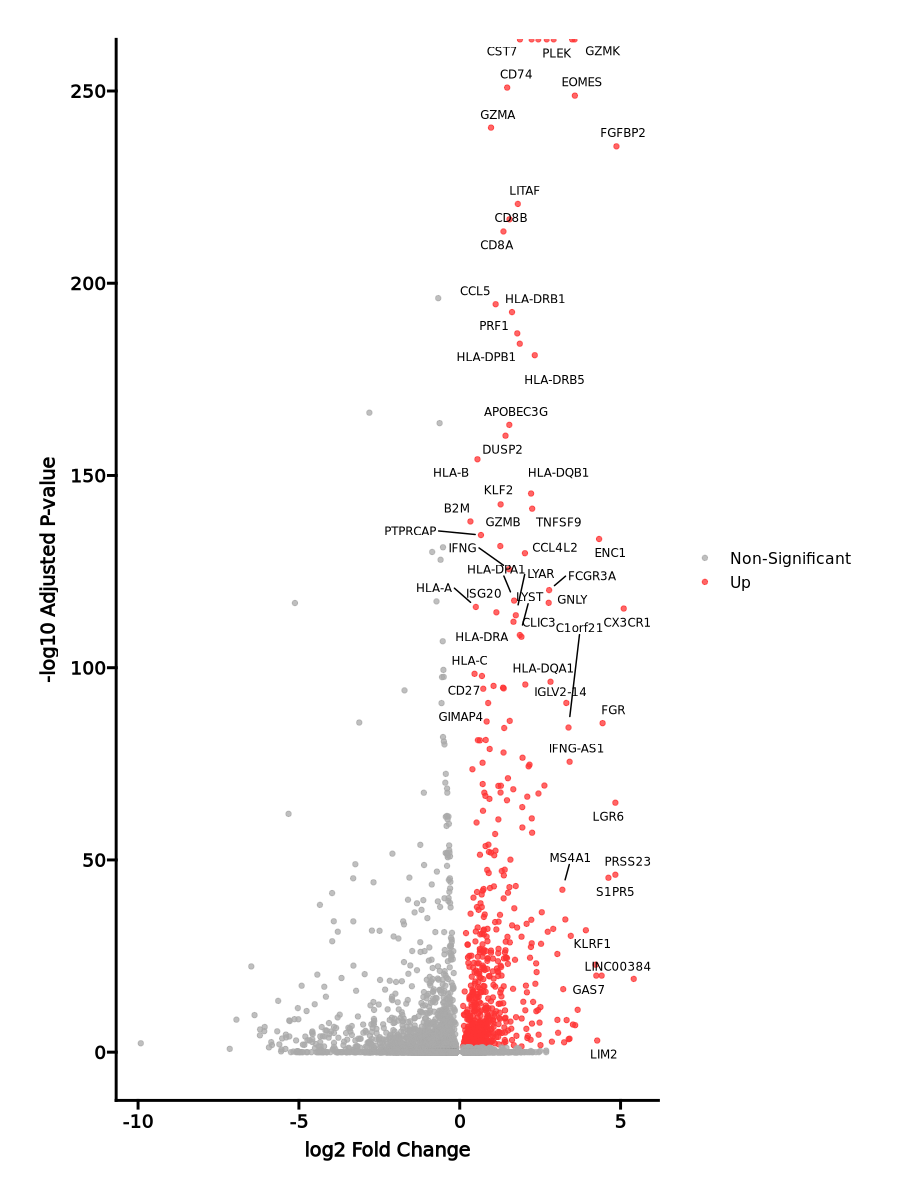 CST7
PLEK
GZMK
CD74
EOMES
250
GZMA
FGFBP2
LITAF
CD8B
CD8A
200
CCL5
HLA-DRB1
PRF1
HLA-DPB1
HLA-DRB5
APOBEC3G
DUSP2
150
HLA-B
HLA-DQB1
KLF2
B2M
GZMB
TNFSF9
PTPRCAP
IFNG
CCL4L2
ENC1
Non-Significant
HLA-DPA1
LYAR
FCGR3A
Up
HLA-A
ISG20
LYST
GNLY
CLIC3
C1orf21
CX3CR1
HLA-DRA
100
HLA-C
HLA-DQA1
CD27
IGLV2-14
GIMAP4
FGR
IFNG-AS1
LGR6
50
MS4A1
PRSS23
S1PR5
KLRF1
LINC00384
GAS7
0
LIM2
-log10 Adjusted P-value
-10
-5
0
5
log2 Fold Change